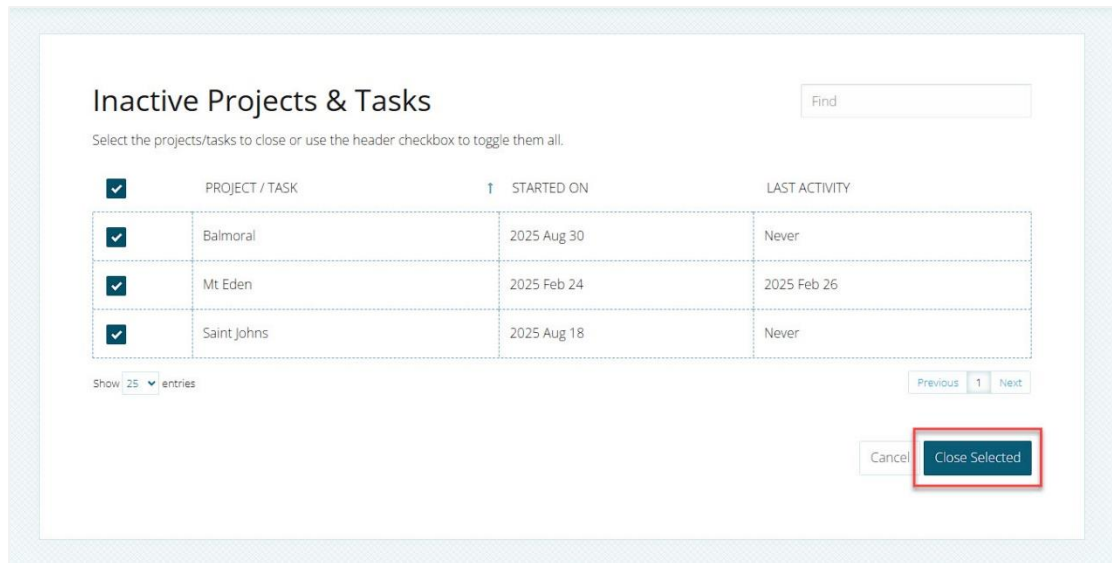 Inactive Projects & Tasks
Find
Select the projects/tasks to close or use the header checkbox to toggle them all.
PROJECT / TASK ↑ STARTED ON LAST ACTIVITY
Balmoral 2025 Aug 30 Never
Mt Eden 2025 Feb 24 2025 Feb 26
Saint Johns 2025 Aug 18 Never
Show 25 entries Previous 1 Next
Cancel Close Selected